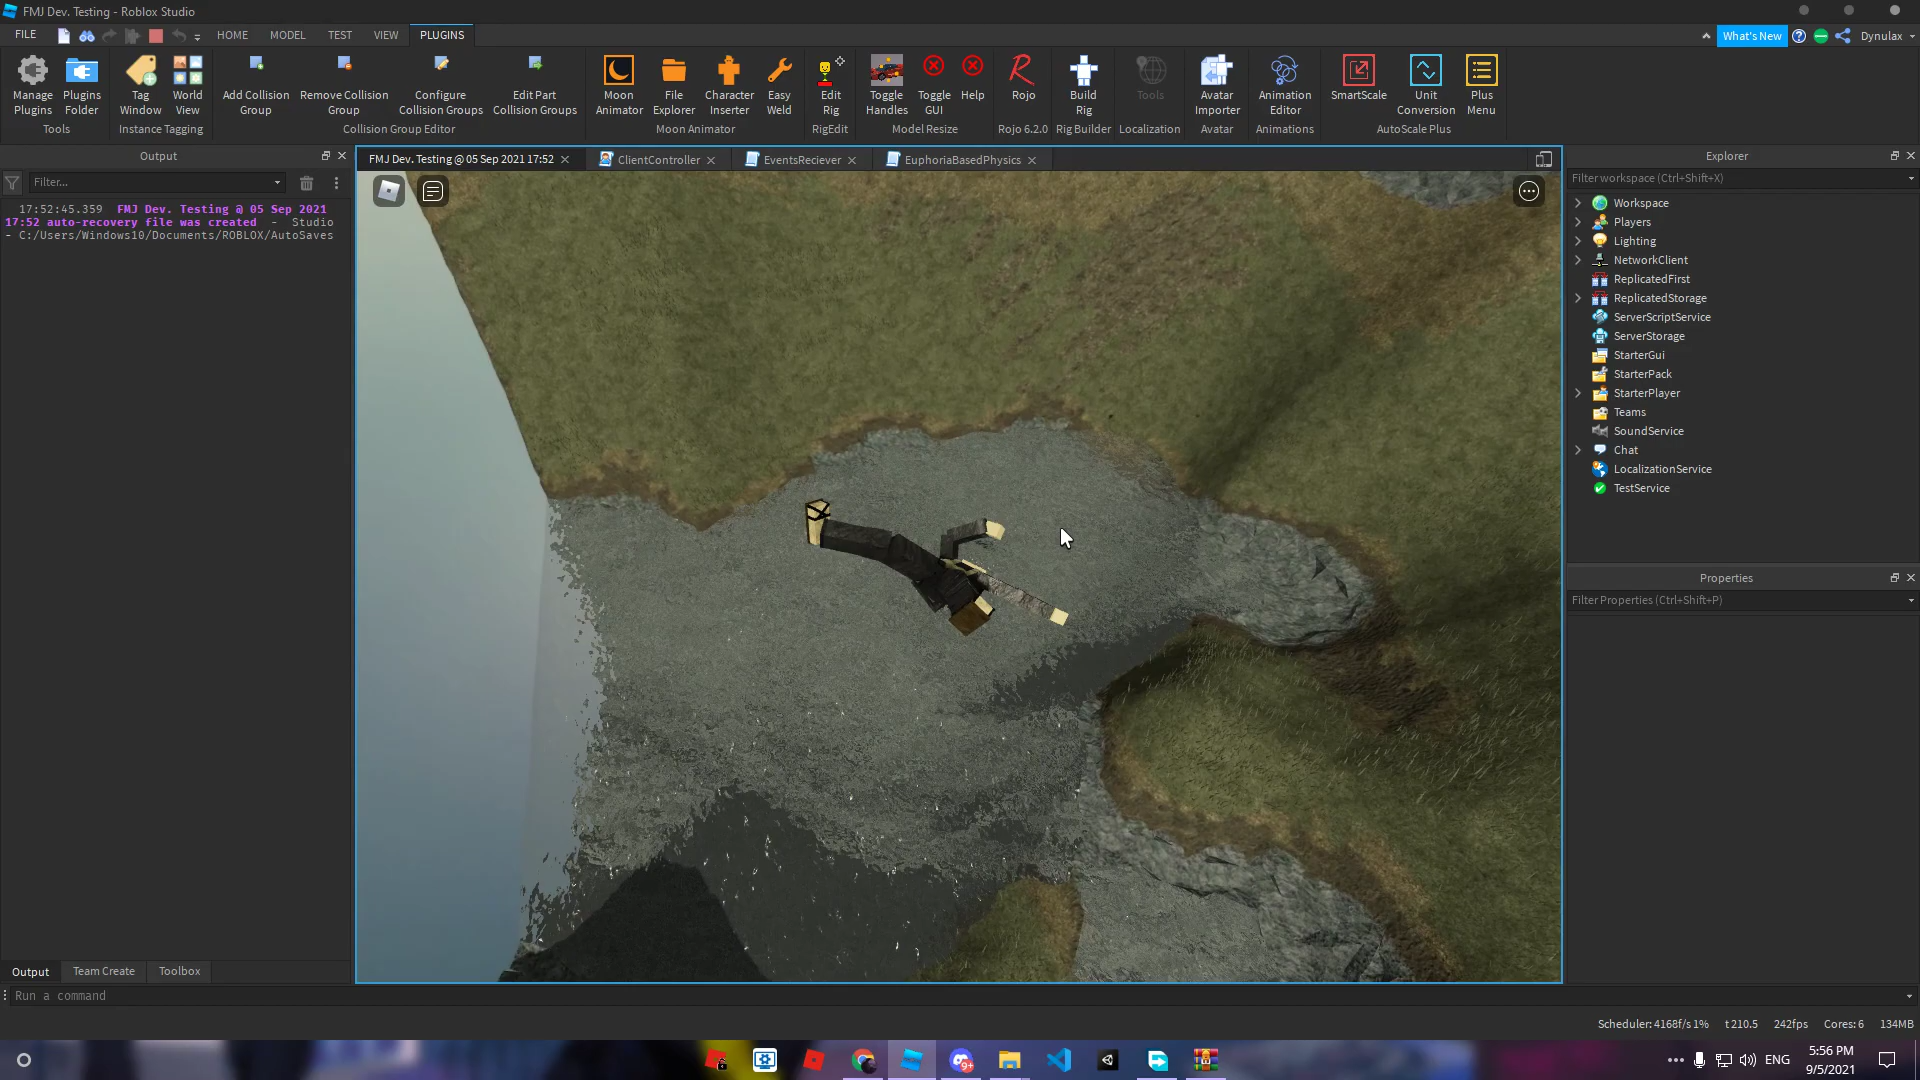 FMJ Dev. Testing - Roblox Studio
FILE
HOME
MODEL
TEST
VIEW
PLUGINS
What's New
Dynulax
Manage Plugins
Plugins Folder
Tools
Tag Window
World View
Instance Tagging
Add Collision Group
Remove Collision Group
Configure Collision Groups
Edit Part Collision Groups
Collision Group Editor
Moon Animator
File Explorer
Character Inserter
Easy Weld
Moon Animator
Edit Rig
RigEdit
Toggle Handles
Toggle GUI
Help
Model Resize
Rojo
Rojo 6.2.0
Build Rig
Rig Builder
Tools
Localization
Avatar Importer
Avatar
Animation Editor
Animations
SmartScale
Unit Conversion
Plus Menu
AutoScale Plus
Output
Filter...
17:52:45.359 FMJ Dev. Testing @ 05 Sep 2021
17:52 auto-recovery file was created - Studio
- C:/Users/Windows10/Documents/ROBLOX/AutoSaves
FMJ Dev. Testing @ 05 Sep 2021 17:52
ClientController
EventsReciever
EuphoriaBasedPhysics
Explorer
Filter workspace (Ctrl+Shift+X)
Workspace
Players
Lighting
NetworkClient
ReplicatedFirst
ReplicatedStorage
ServerScriptService
ServerStorage
StarterGui
StarterPack
StarterPlayer
Teams
SoundService
Chat
LocalizationService
TestService
Properties
Filter Properties (Ctrl+Shift+P)
Output
Team Create
Toolbox
Run a command
Scheduler: 4168f/s 1% t 210.5 242fps Cores: 6 134MB
9+
ENG
5:56 PM
9/5/2021